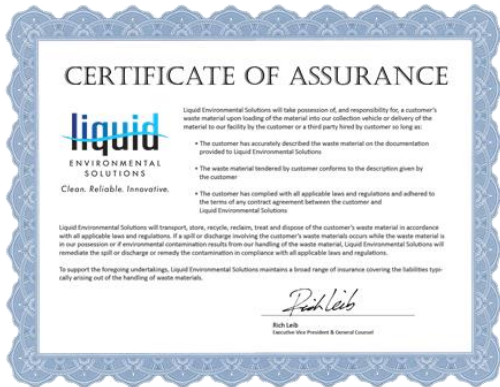 CERTIFICATE OF ASSURANCE
liquid
ENVIRONMENTAL
SOLUTIONS
Clean. Reliable. Innovative.
Liquid Environmental Solutions will take possession of, and responsibility for, a customer's
waste material upon loading of the material into our collection vehicle or delivery of the
material to our facility by the customer or a third party hired by customer so long as:
• The customer has accurately described the waste material on the documentation
provided to Liquid Environmental Solutions
• The waste material tendered by customer conforms to the description given by
the customer
• The customer has complied with all applicable laws and regulations and adhered to
the terms of any contract agreement between the customer and
Liquid Environmental Solutions
Liquid Environmental Solutions will transport, store, recycle, reclaim, treat and dispose of the customer's waste material in accordance
with all applicable laws and regulations. If a spill or discharge involving the customer's waste materials occurs while the waste material is
in our possession or if environmental contamination results from our handling of the waste material, Liquid Environmental Solutions will
remediate the spill or discharge or remedy the contamination in compliance with all applicable laws and regulations.
To support the foregoing undertakings, Liquid Environmental Solutions maintains a broad range of insurance covering the liabilities typi-
cally arising out of the handling of waste materials.
Rich Leib
Rich Leib
Executive Vice President & General Counsel